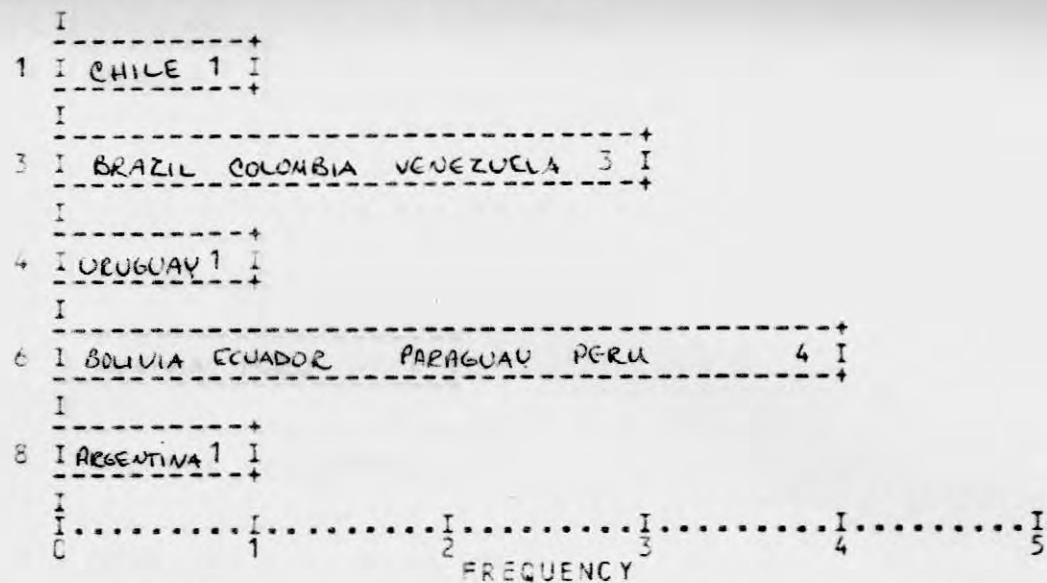 I
----------+
1 I CHILE 1 I
----------+
I
------------------------------+
3 I BRAZIL COLOMBIA VENEZUELA 3 I
------------------------------+
I
----------+
4 I URUGUAY 1 I
----------+
I
----------------------------------------+
6 I BOLIVIA ECUADOR PARAGUAY PERU 4 I
----------------------------------------+
I
----------+
8 I ARGENTINA 1 I
----------+
I
I.........I.........I.........I.........I.........I
0 1 2 3 4 5
FREQUENCY